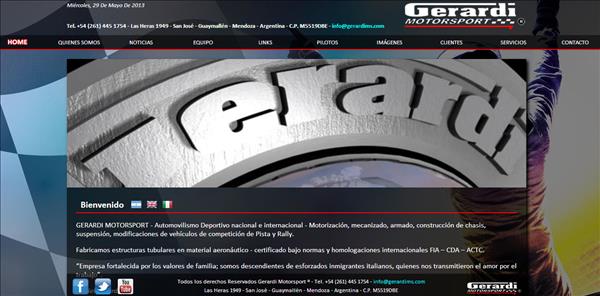 Miércoles, 29 De Mayo De 2013
Gerardi
MOTORSPORT
®
Tel. +54 (261) 445 1754 - Las Heras 1949 - San José - Guaymallén - Mendoza - Argentina - C.P. M5519DBE - info@gerardims.com
HOME QUIENES SOMOS NOTICIAS EQUIPO LINKS PILOTOS IMÁGENES CLIENTES SERVICIOS CONTACTO
Gerardi
Bienvenido
GERARDI MOTORSPORT - Automovilismo Deportivo nacional e internacional - Motorización, mecanizado, armado, construcción de chasis,
suspensión, modificaciones de vehículos de competición de Pista y Rally.
Fabricamos estructuras tubulares en material aeronáutico - certificado bajo normas y homologaciones internacionales FIA – CDA – ACTC.
"Empresa fortalecida por los valores de familia; somos descendientes de esforzados inmigrantes italianos, quienes nos transmitieron el amor por el
Todos los derechos Reservados Gerardi Motorsport ® - Tel. +54 (261) 445 1754 - info@gerardims.com
Las Heras 1949 - San José - Guaymallén - Mendoza - Argentina - C.P. M5519DBE
You
Tube
Gerardi
MOTORSPORT
®